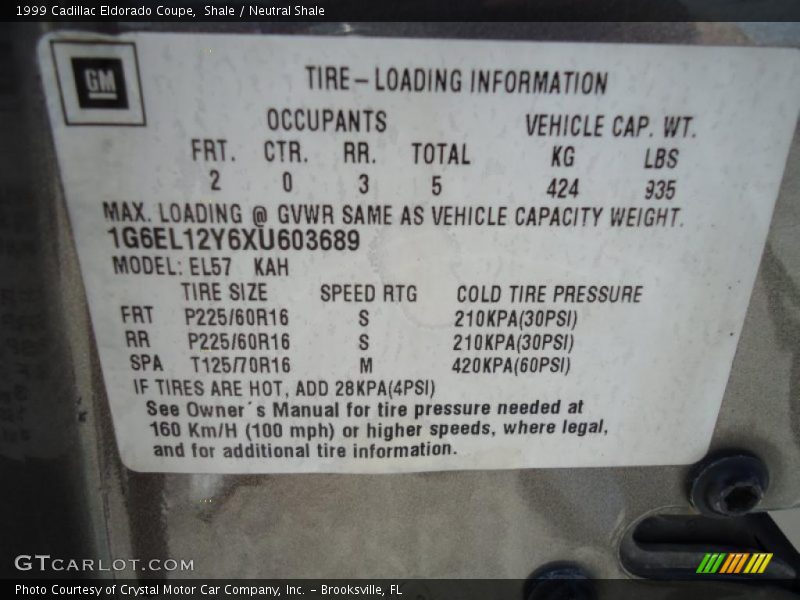 1999 Cadillac Eldorado Coupe, Shale / Neutral Shale
GM
TIRE-LOADING INFORMATION
OCCUPANTS VEHICLE CAP. WT.
FRT. CTR. RR. TOTAL KG LBS
2 0 3 5 424 935
MAX. LOADING @ GVWR SAME AS VEHICLE CAPACITY WEIGHT.
1G6EL12Y6XU603689
MODEL: EL57 KAH
TIRE SIZE SPEED RTG COLD TIRE PRESSURE
FRT P225/60R16 S 210KPA(30PSI)
RR P225/60R16 S 210KPA(30PSI)
SPA T125/70R16 M 420KPA(60PSI)
IF TIRES ARE HOT, ADD 28KPA(4PSI)
See Owner´s Manual for tire pressure needed at
160 Km/H (100 mph) or higher speeds, where legal,
and for additional tire information.
GTCARLOT.COM
Photo Courtesy of Crystal Motor Car Company, Inc. – Brooksville, FL